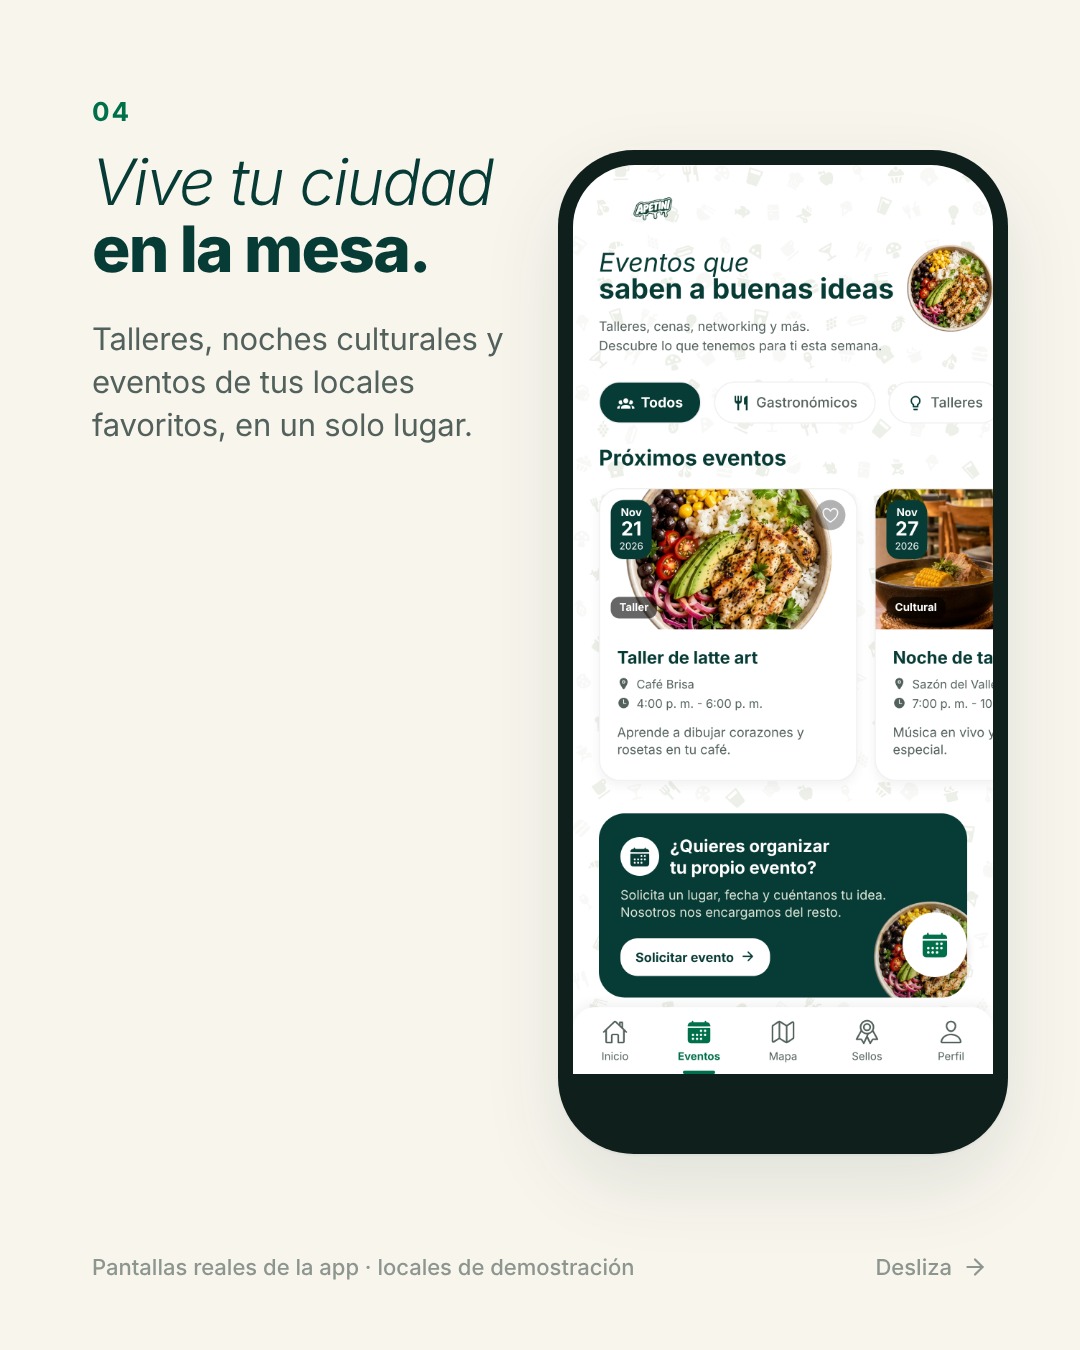 04
Vive tu ciudad
en la mesa.
Talleres, noches culturales y
eventos de tus locales
favoritos, en un solo lugar.
APETINI
Eventos que
saben a buenas ideas
Talleres, cenas, networking y más.
Descubre lo que tenemos para ti esta semana.
Todos
Gastronómicos
Talleres
Próximos eventos
Nov
21
2026
Taller
Taller de latte art
Café Brisa
4:00 p. m. - 6:00 p. m.
Aprende a dibujar corazones y
rosetas en tu café.
Nov
27
2026
Cultural
Noche de ta
Sazón del Valle
7:00 p. m. - 10
Música en vivo y
especial.
¿Quieres organizar
tu propio evento?
Solicita un lugar, fecha y cuéntanos tu idea.
Nosotros nos encargamos del resto.
Solicitar evento →
Inicio
Eventos
Mapa
Sellos
Perfil
Pantallas reales de la app · locales de demostración
Desliza →